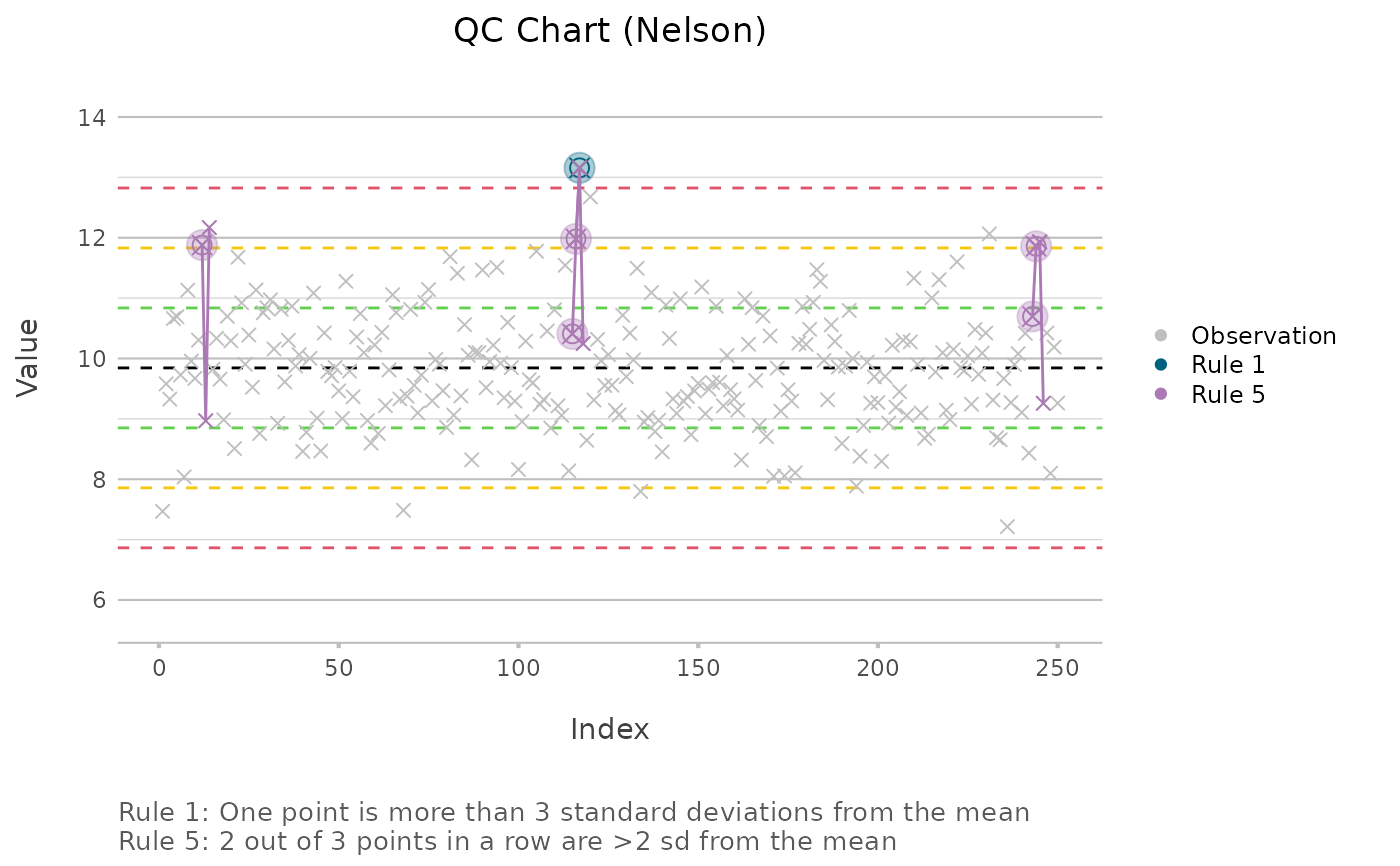 QC Chart (Nelson)
14
12
10
8
6
Value
0 50 100 150 200 250
Index
Observation
Rule 1
Rule 5
Rule 1: One point is more than 3 standard deviations from the mean
Rule 5: 2 out of 3 points in a row are >2 sd from the mean